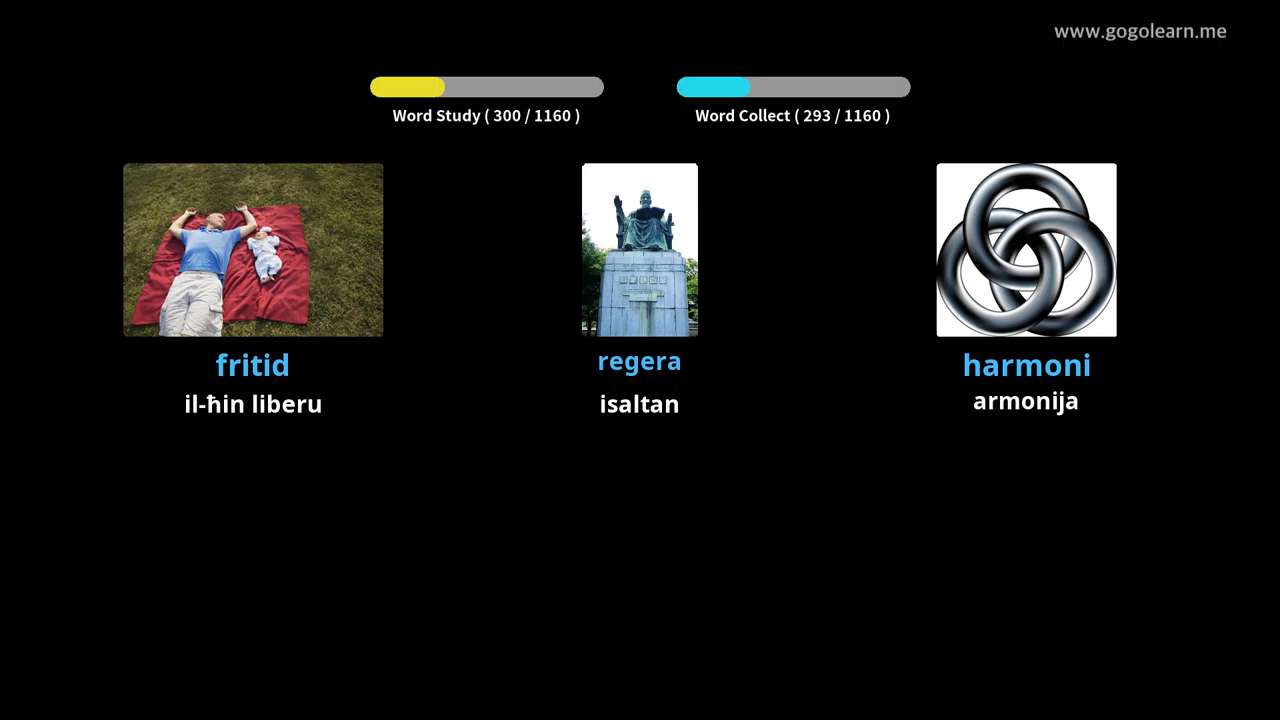 www.gogolearn.me
Word Study ( 300 / 1160 )
Word Collect ( 293 / 1160 )
fritid
regera
harmoni
il-ħin liberu
isaltan
armonija